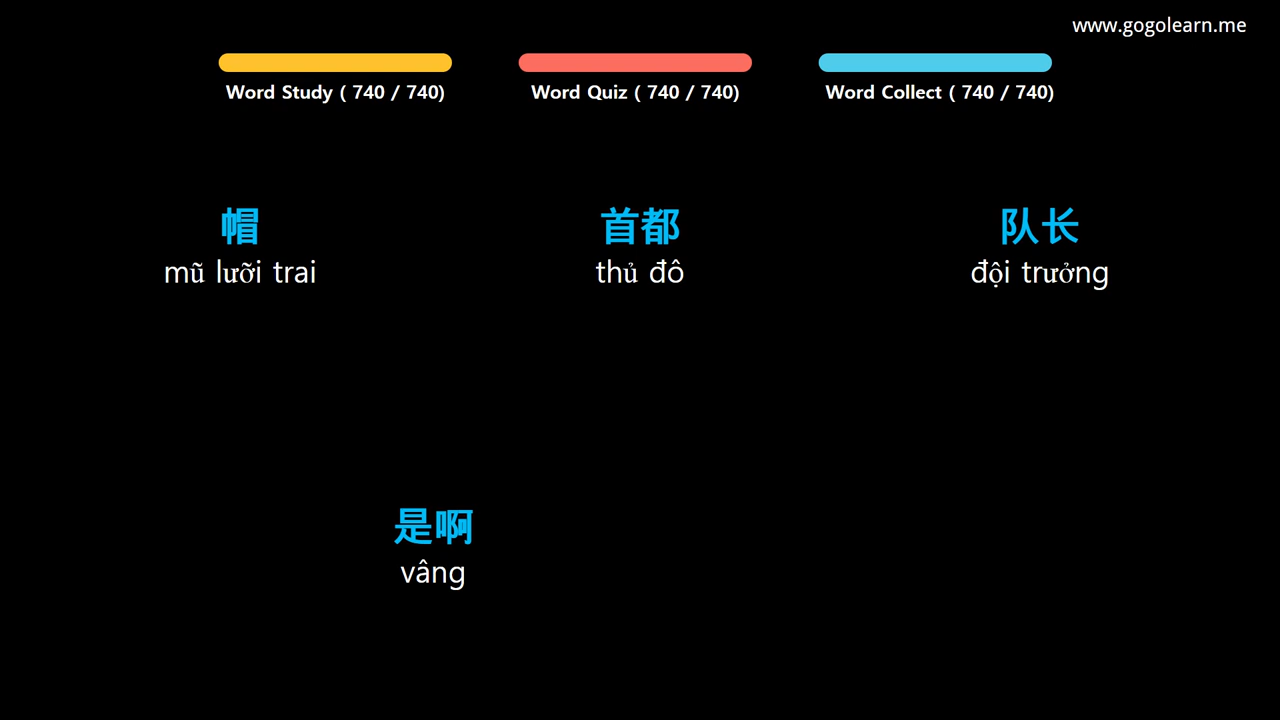 www.gogolearn.me
Word Study ( 740 / 740)
Word Quiz ( 740 / 740)
Word Collect ( 740 / 740)
帽
mũ lưỡi trai
首都
thủ đô
队长
đội trưởng
是啊
vâng